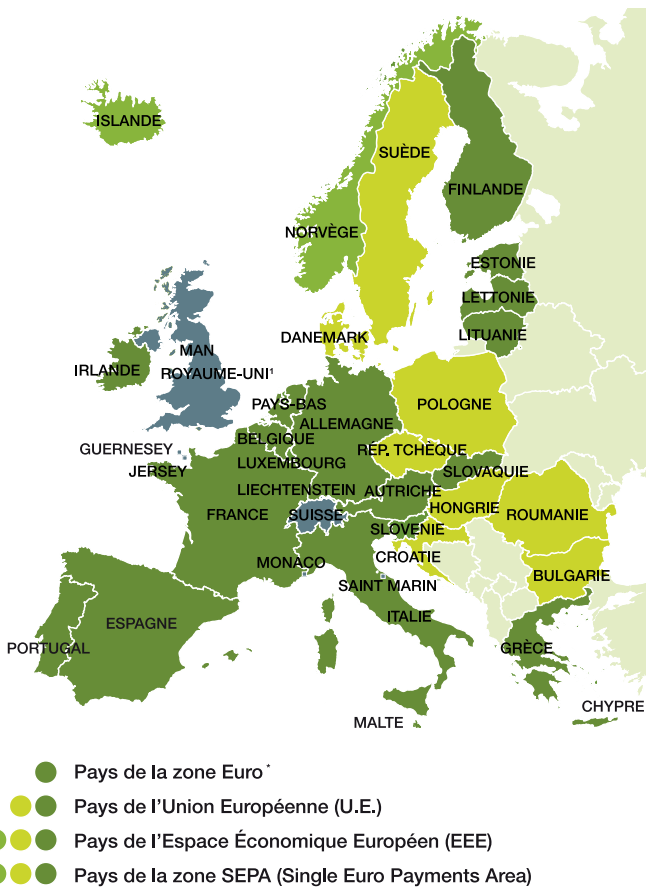 ISLANDE
SUÈDE
FINLANDE
NORVÈGE
ESTONIE
LETTONIE
LITUANIE
DANEMARK
MAN
IRLANDE
ROYAUME-UNI¹
PAYS-BAS
POLOGNE
ALLEMAGNE
BELGIQUE
GUERNESEY
RÉP. TCHÈQUE
LUXEMBOURG
JERSEY
SLOVAQUIE
LIECHTENSTEIN
AUTRICHE
HONGRIE
FRANCE
SUISSE
ROUMANIE
SLOVENIE
CROATIE
MONACO
BULGARIE
SAINT MARIN
ITALIE
ESPAGNE
PORTUGAL
GRÈCE
CHYPRE
MALTE
Pays de la zone Euro*
Pays de l'Union Européenne (U.E.)
Pays de l'Espace Économique Européen (EEE)
Pays de la zone SEPA (Single Euro Payments Area)